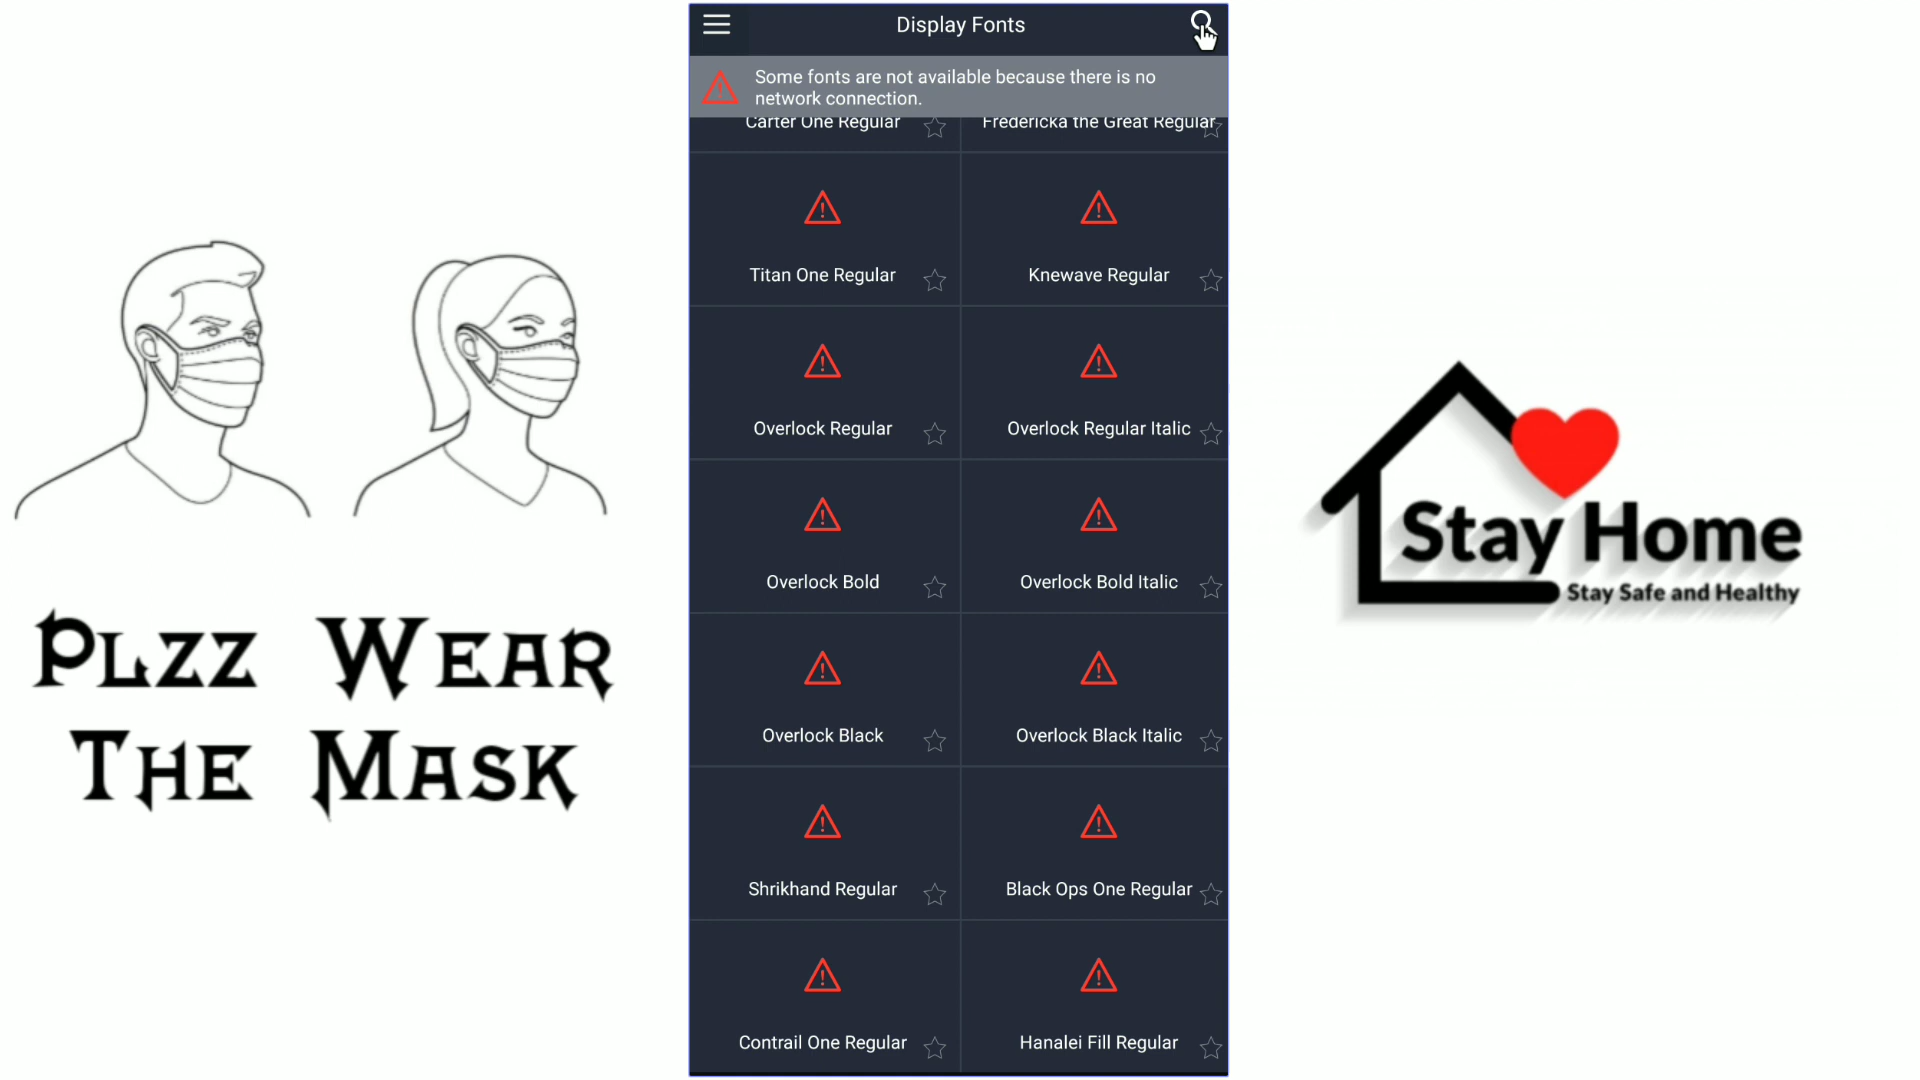 Display Fonts
Some fonts are not available because there is no
network connection.
Carter One Regular
Fredericka the Great Regular
Titan One Regular
Knewave Regular
Overlock Regular
Overlock Regular Italic
Overlock Bold
Overlock Bold Italic
Overlock Black
Overlock Black Italic
Shrikhand Regular
Black Ops One Regular
Contrail One Regular
Hanalei Fill Regular
Plzz Wear
The Mask
Stay Home
Stay Safe and Healthy